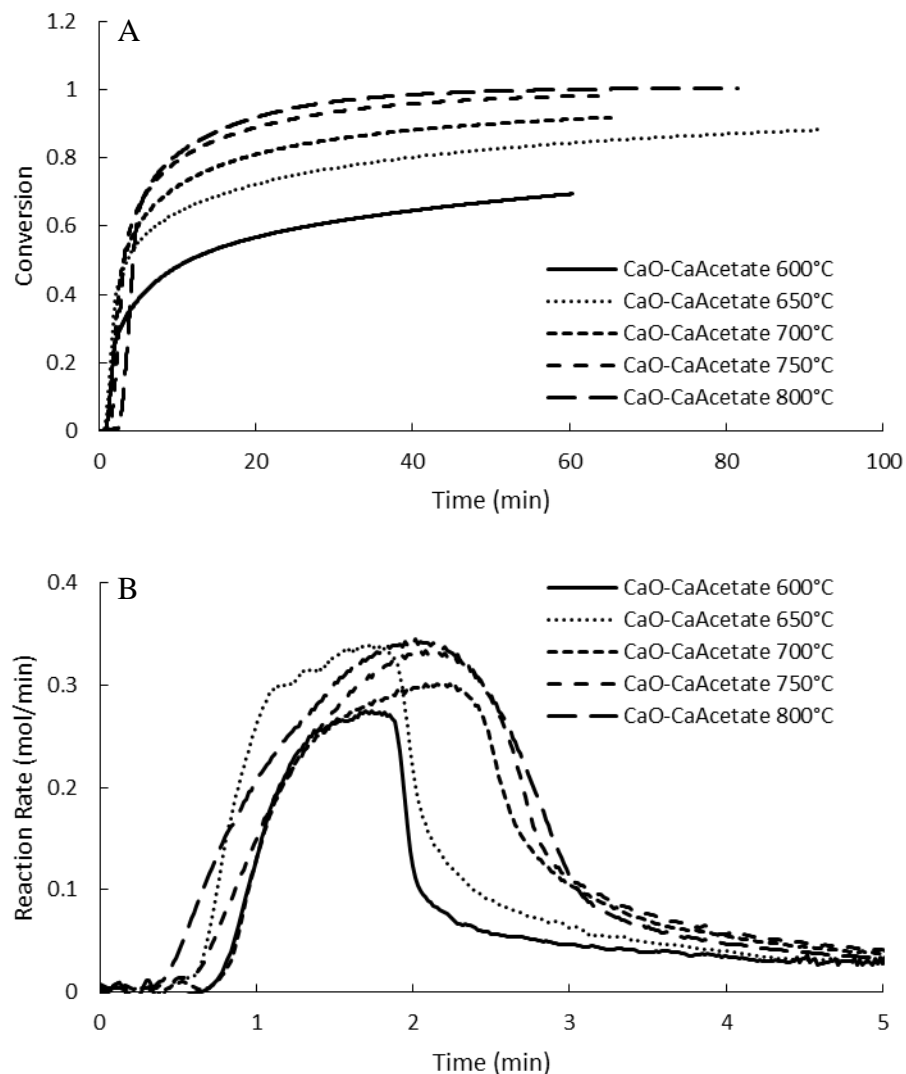 A
1.2
1
0.8
0.6
0.4
0.2
0
Conversion
0 20 40 60 80 100
Time (min)
CaO-CaAcetate 600°C
CaO-CaAcetate 650°C
CaO-CaAcetate 700°C
CaO-CaAcetate 750°C
CaO-CaAcetate 800°C
B
0.4
0.3
0.2
0.1
0
Reaction Rate (mol/min)
0 1 2 3 4 5
Time (min)
CaO-CaAcetate 600°C
CaO-CaAcetate 650°C
CaO-CaAcetate 700°C
CaO-CaAcetate 750°C
CaO-CaAcetate 800°C